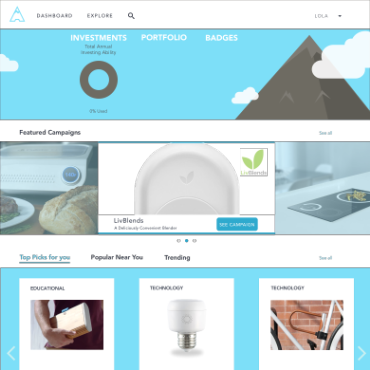 DASHBOARD EXPLORE LOLA
INVESTMENTS PORTFOLIO BADGES
Total Annual
Investing Ability
0% Used
Featured Campaigns See all
LivBlends
LivBlends
A Deliciously Convenient Blender
SEE CAMPAIGN
Top Picks for you Popular Near You Trending See all
EDUCATIONAL TECHNOLOGY TECHNOLOGY